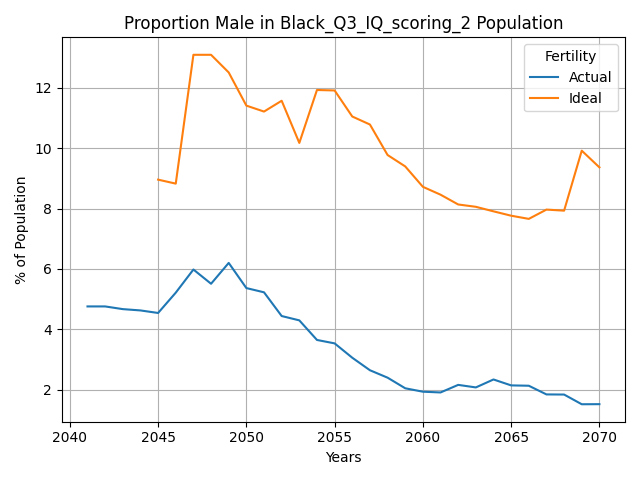 Proportion Male in Black_Q3_IQ_scoring_2 Population
Fertility
Actual
Ideal
% of Population
12
10
8
6
4
2
2040 2045 2050 2055 2060 2065 2070
Years